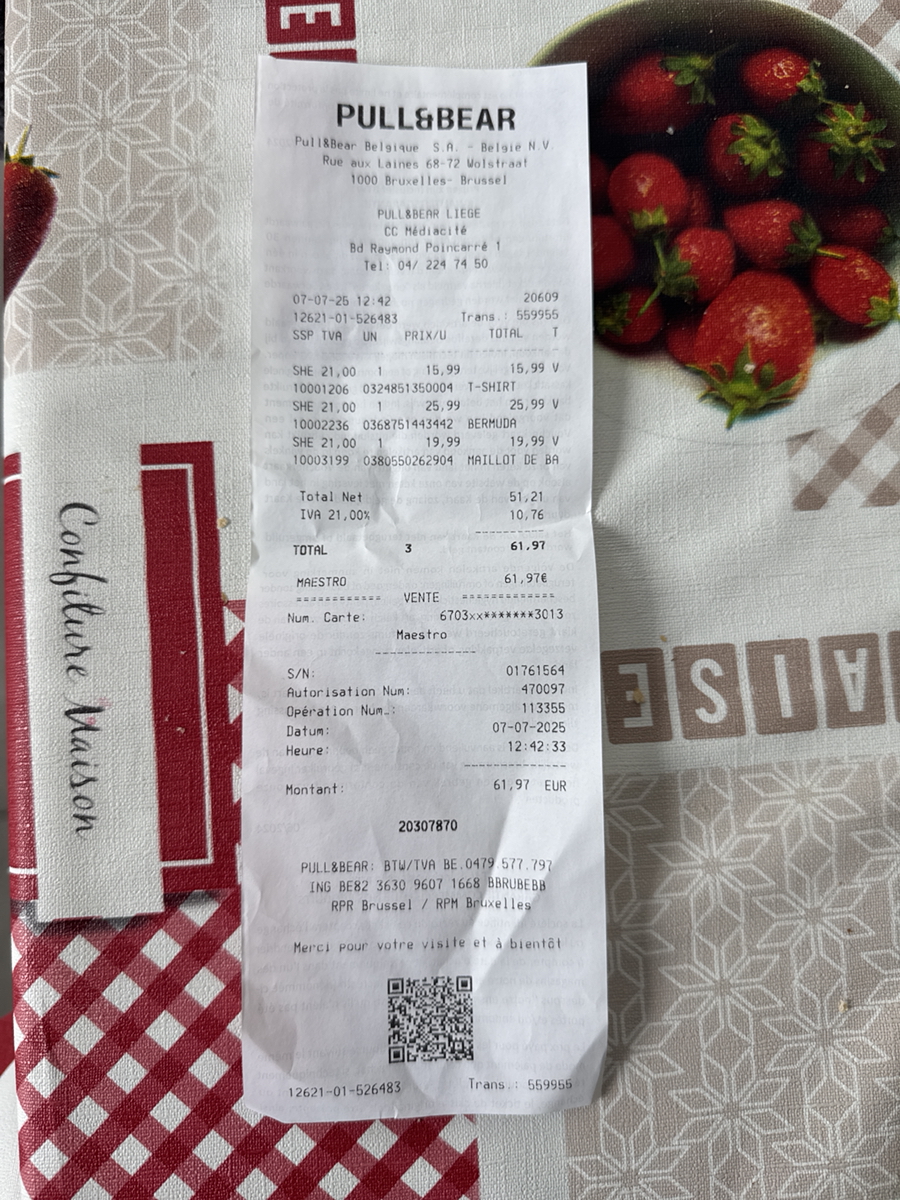 PULL&BEAR
Pull&Bear Belgique S.A. - België N.V.
Rue aux Laines 68-72 Wolstraat
1000 Bruxelles- Brussel
PULL&BEAR LIEGE
CC Médiacité
Bd Raymond Poincarré 1
Tel: 04/ 224 74 50
07-07-25 12:42 20609
12621-01-526483 Trans.: 559955
SSP TVA UN PRIX/U TOTAL T
SHE 21,00 1 15,99 15,99 V
10001206 0324851350004 T-SHIRT
SHE 21,00 1 25,99 25,99 V
10002236 0368751443442 BERMUDA
SHE 21,00 1 19,99 19,99 V
10003199 0380550262904 MAILLOT DE BA
Total Net 51,21
IVA 21,00% 10,76
TOTAL 3 61,97
MAESTRO 61,97€
============ VENTE =============
Num. Carte: 6703xx*******3013
Maestro
S/N: 01761564
Autorisation Num: 470097
Opération Num.: 113355
Datum: 07-07-2025
Heure: 12:42:33
Montant: 61,97 EUR
20307870
PULL&BEAR: BTW/TVA BE.0479.577.797
ING BE82 3630 9607 1668 BBRUBEBB
RPR Brussel / RPM Bruxelles
Merci pour votre visite et à bientôt
12621-01-526483 Trans.: 559955
Confiture Maison
AISE